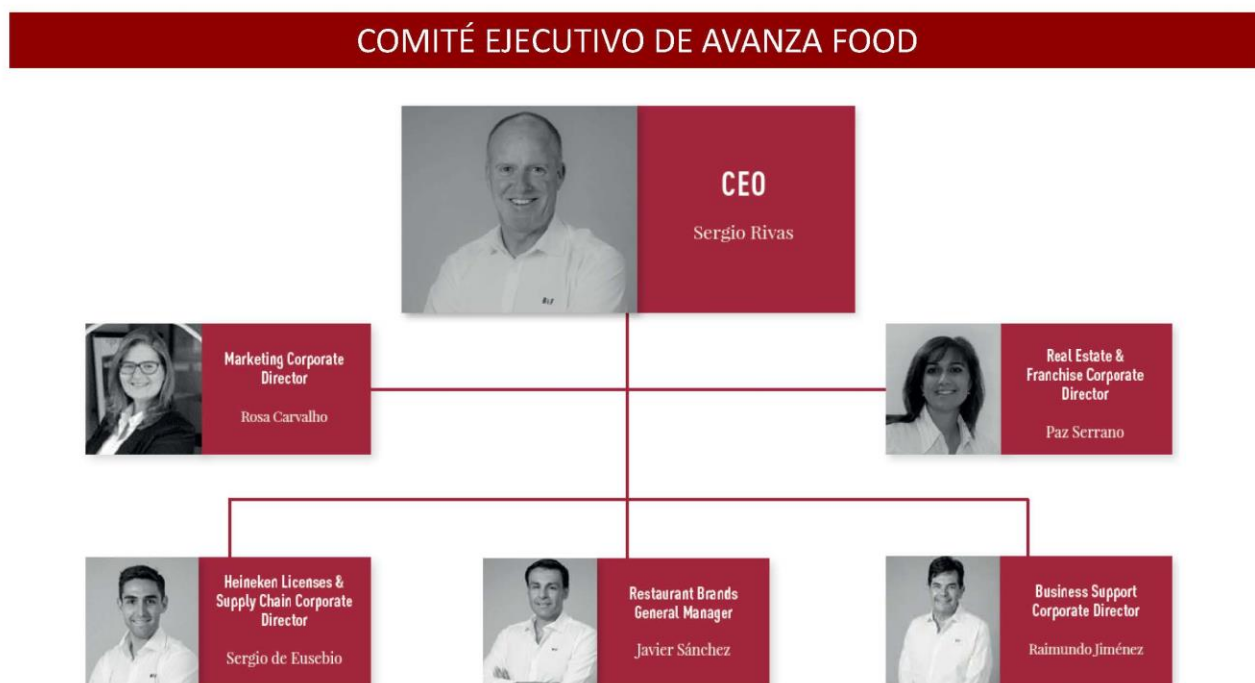 COMITÉ EJECUTIVO DE AVANZA FOOD
CEO
Sergio Rivas
Marketing Corporate
Director
Rosa Carvalho
Real Estate &
Franchise Corporate
Director
Paz Serrano
Heineken Licenses &
Supply Chain Corporate
Director
Sergio de Eusebio
Restaurant Brands
General Manager
Javier Sánchez
Business Support
Corporate Director
Raimundo Jiménez